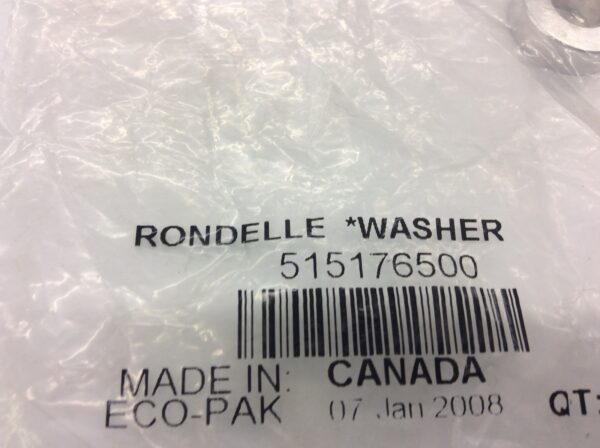 RONDELLE *WASHER
515176500
MADE IN: CANADA
ECO-PAK 07 Jan 2008 QT: